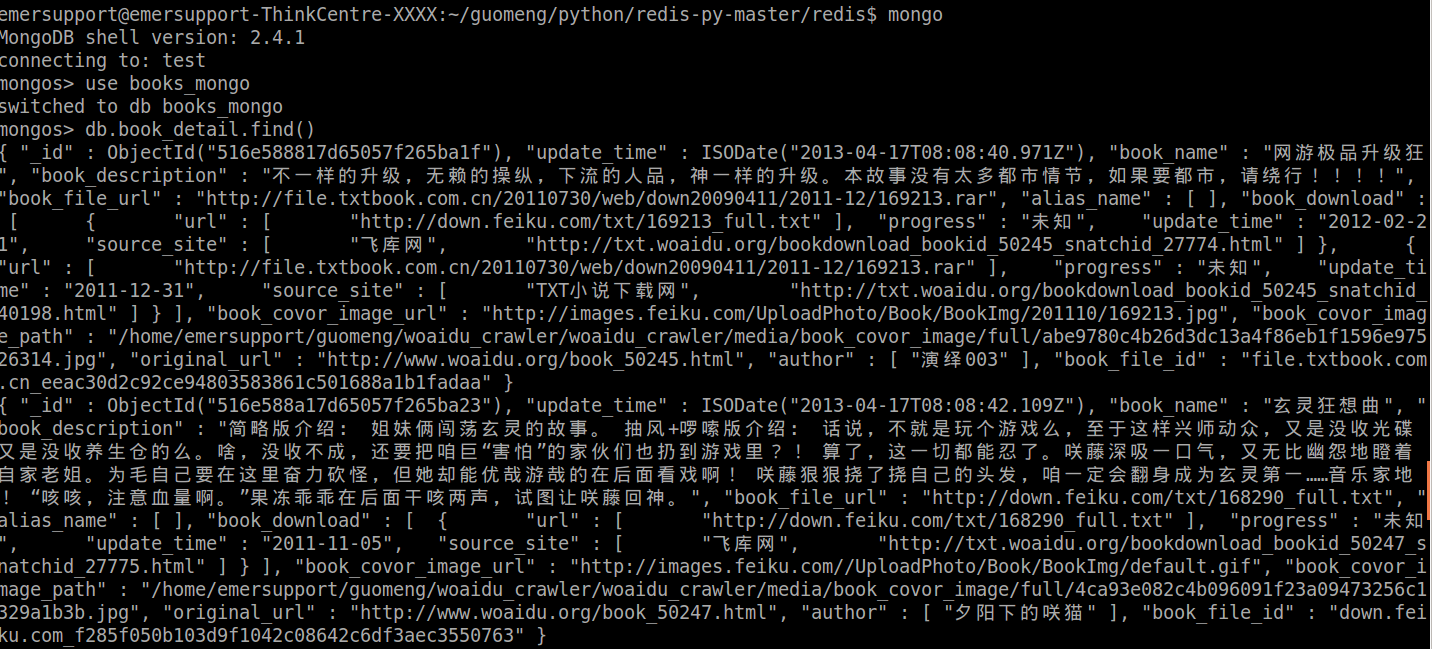 emersupport@emersupport-ThinkCentre-XXXX:~/guomeng/python/redis-py-master/redis$ mongo
MongoDB shell version: 2.4.1
connecting to: test
mongos> use books_mongo
switched to db books_mongo
mongos> db.book_detail.find()
{ "_id" : ObjectId("516e588817d65057f265ba1f"), "update_time" : ISODate("2013-04-17T08:08:40.971Z"), "book_name" : "网游极品升级狂
", "book_description" : "不一样的升级，无赖的操纵，下流的人品，神一样的升级。本故事没有太多都市情节，如果要都市，请绕行！！！！",
"book_file_url" : "http://file.txtbook.com.cn/20110730/web/down20090411/2011-12/169213.rar", "alias_name" : [ ], "book_download" :
[ { "url" : [ "http://down.feiku.com/txt/169213_full.txt" ], "progress" : "未知", "update_time" : "2012-02-2
1", "source_site" : [ "飞库网", "http://txt.woaidu.org/bookdownload_bookid_50245_snatchid_27774.html" ] }, {
"url" : [ "http://file.txtbook.com.cn/20110730/web/down20090411/2011-12/169213.rar" ], "progress" : "未知", "update_ti
me" : "2011-12-31", "source_site" : [ "TXT小说下载网", "http://txt.woaidu.org/bookdownload_bookid_50245_snatchid_
40198.html" ] } ], "book_covor_image_url" : "http://images.feiku.com/UploadPhoto/Book/BookImg/201110/169213.jpg", "book_covor_imag
e_path" : "/home/emersupport/guomeng/woaidu_crawler/woaidu_crawler/media/book_covor_image/full/abe9780c4b26d3dc13a4f86eb1f1596e975
26314.jpg", "original_url" : "http://www.woaidu.org/book_50245.html", "author" : [ "演绎003" ], "book_file_id" : "file.txtbook.com
.cn_eeac30d2c92ce94803583861c501688a1b1fadaa" }
{ "_id" : ObjectId("516e588a17d65057f265ba23"), "update_time" : ISODate("2013-04-17T08:08:42.109Z"), "book_name" : "玄灵狂想曲", "
book_description" : "简略版介绍： 姐妹俩闯荡玄灵的故事。 抽风+啰嗦版介绍： 话说，不就是玩个游戏么，至于这样兴师动众，又是没收光碟
又是没收养生仓的么。啥，没收不成，还要把咱巨“害怕”的家伙们也扔到游戏里？！ 算了，这一切都能忍了。咲藤深吸一口气，又无比幽怨地瞪着
自家老姐。为毛自己要在这里奋力砍怪，但她却能优哉游哉的在后面看戏啊！ 咲藤狠狠挠了挠自己的头发，咱一定会翻身成为玄灵第一……音乐家地
！ “咳咳，注意血量啊。”果冻乖乖在后面干咳两声，试图让咲藤回神。", "book_file_url" : "http://down.feiku.com/txt/168290_full.txt", "
alias_name" : [ ], "book_download" : [ { "url" : [ "http://down.feiku.com/txt/168290_full.txt" ], "progress" : "未知
", "update_time" : "2011-11-05", "source_site" : [ "飞库网", "http://txt.woaidu.org/bookdownload_bookid_50247_s
natchid_27775.html" ] } ], "book_covor_image_url" : "http://images.feiku.com//UploadPhoto/Book/BookImg/default.gif", "book_covor_i
mage_path" : "/home/emersupport/guomeng/woaidu_crawler/woaidu_crawler/media/book_covor_image/full/4ca93e082c4b096091f23a09473256c1
329a1b3b.jpg", "original_url" : "http://www.woaidu.org/book_50247.html", "author" : [ "夕阳下的咲猫" ], "book_file_id" : "down.fei
ku.com_f285f050b103d9f1042c08642c6df3aec3550763" }